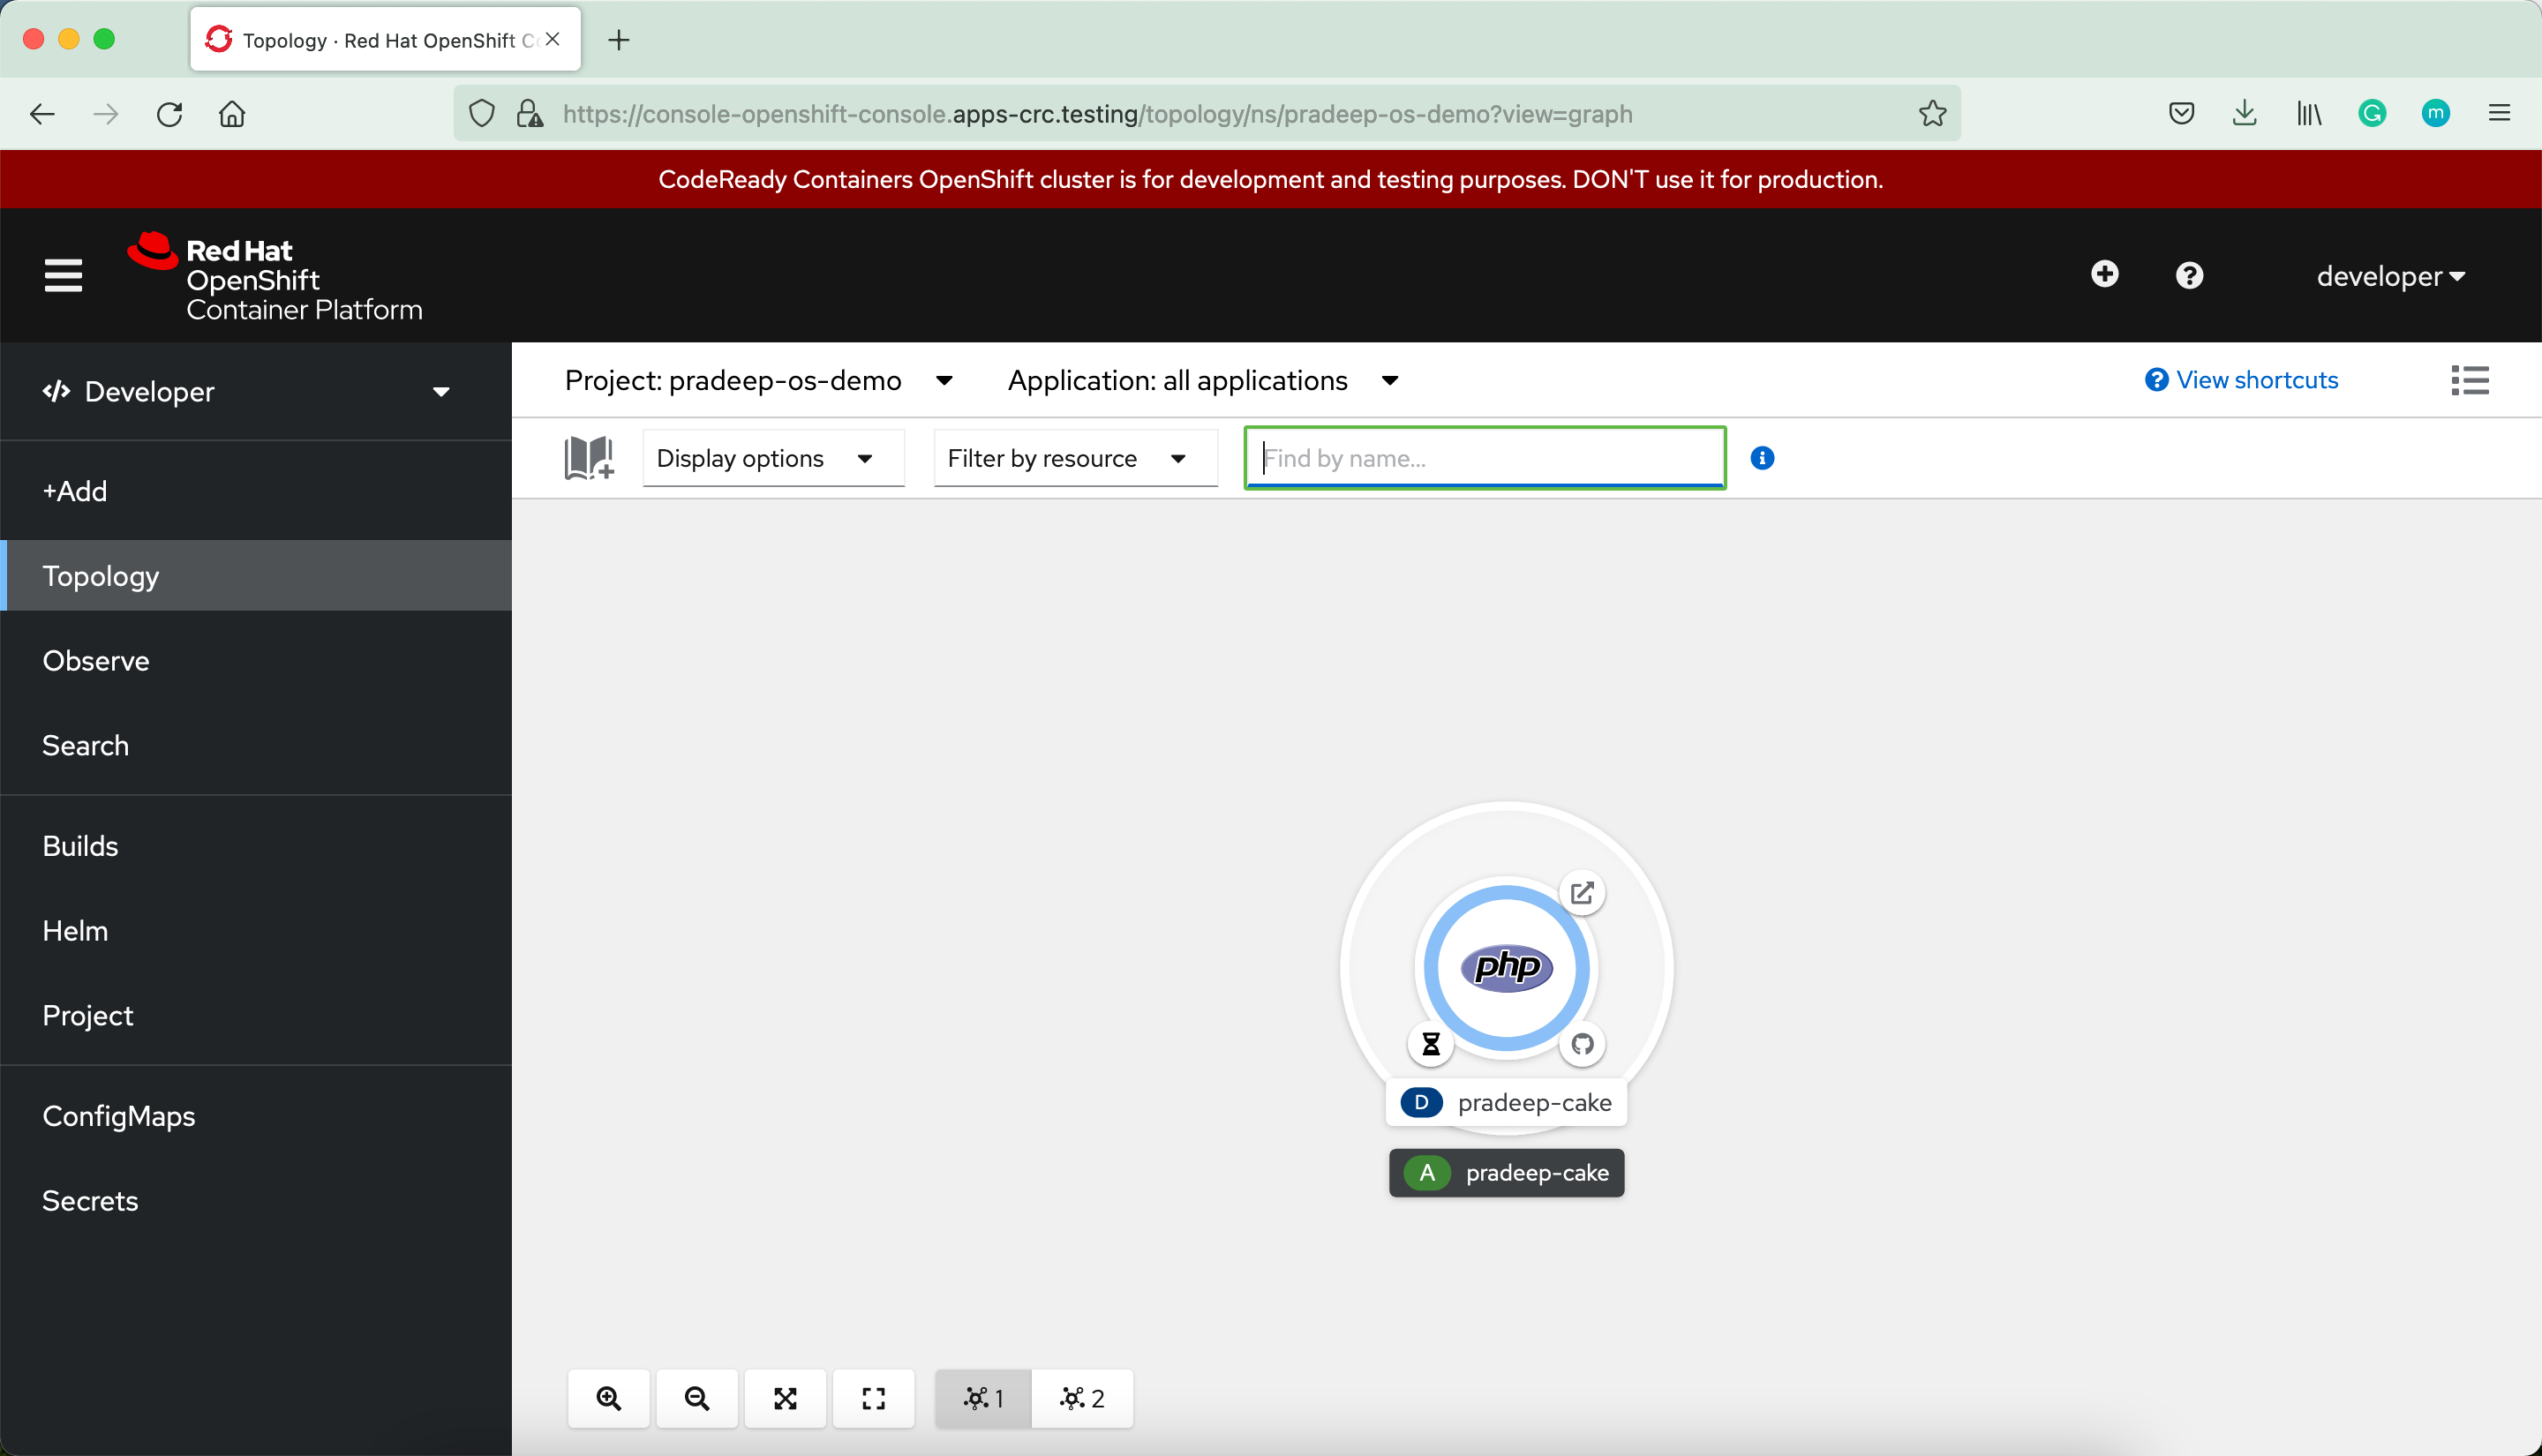 Topology · Red Hat OpenShift C
https://console-openshift-console.apps-crc.testing/topology/ns/pradeep-os-demo?view=graph
m
CodeReady Containers OpenShift cluster is for development and testing purposes. DON'T use it for production.
Red Hat
OpenShift
Container Platform
developer
Developer
Project: pradeep-os-demo
Application: all applications
View shortcuts
Display options
Filter by resource
Find by name...
+Add
Topology
Observe
Search
Builds
Helm
Project
ConfigMaps
Secrets
php
D pradeep-cake
A pradeep-cake
1
2